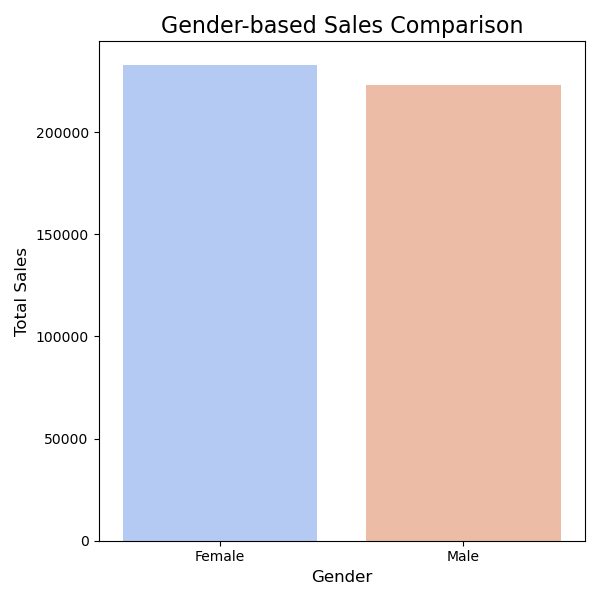 Gender-based Sales Comparison
200000
150000
100000
50000
0
Total Sales
Female
Male
Gender